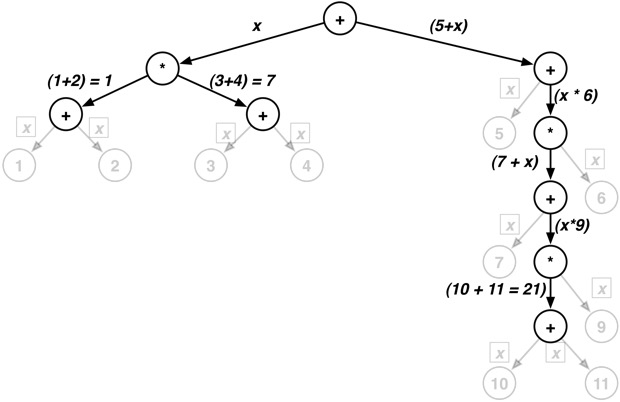 +
x
(5+x)
*
+
(1+2) = 1
(3+4) = 7
x
(x * 6)
+
+
x
x
x
x
5
*
1
2
3
4
(7 + x)
x
+
6
x
(x*9)
7
*
(10 + 11 = 21)
x
+
9
x
x
10
11